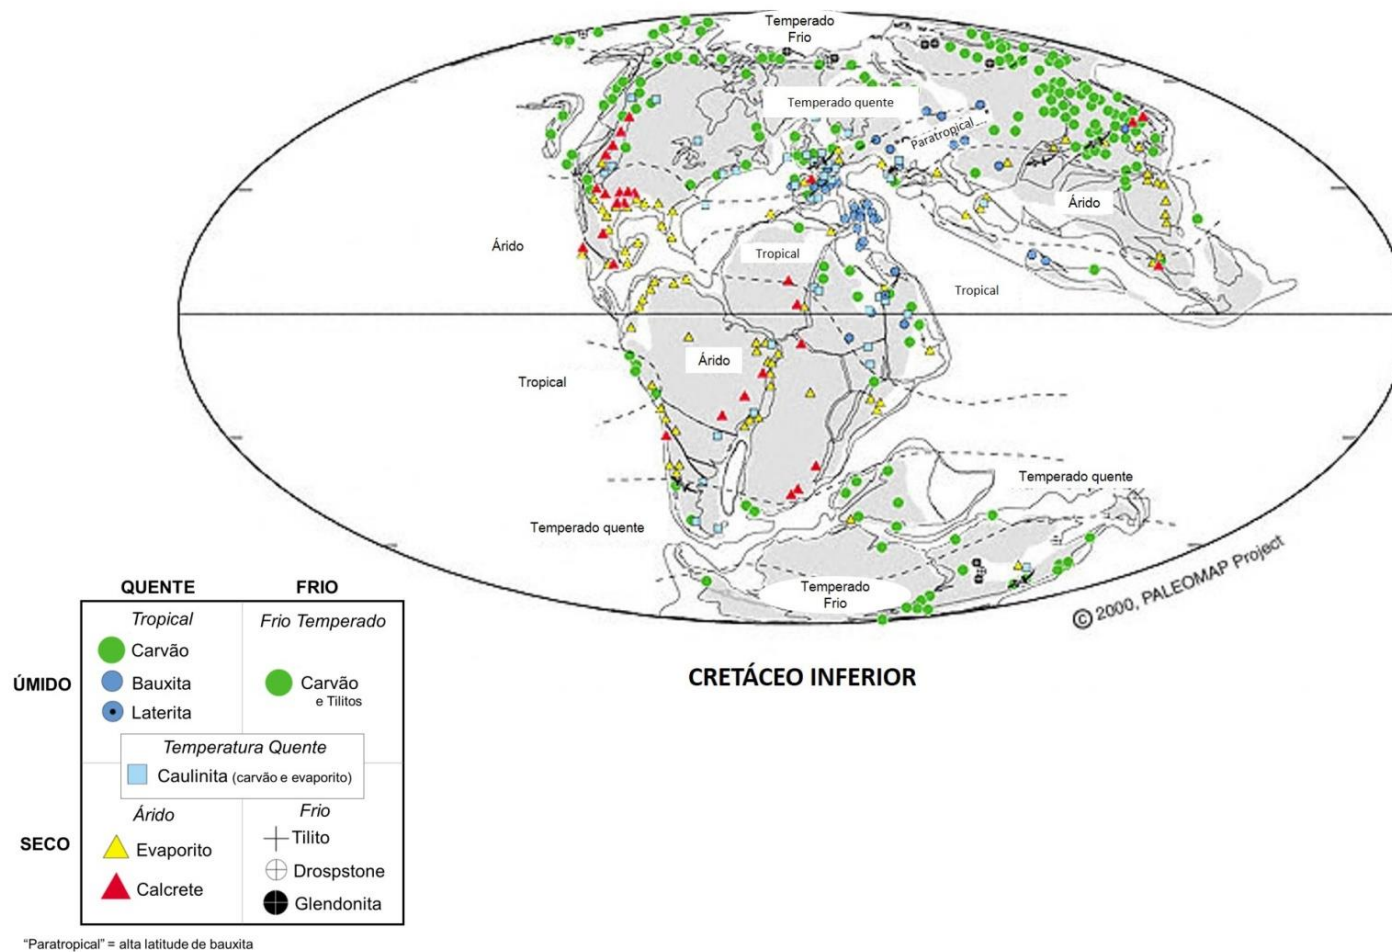 Temperado
Frio
Temperado quente
Paratropical
Árido
Árido
Tropical
Tropical
Árido
Tropical
Temperado quente
Temperado quente
Temperado
Frio
© 2000, PALEOMAP Project
CRETÁCEO INFERIOR
QUENTE
FRIO
Tropical
Frio Temperado
Carvão
ÚMIDO
Bauxita
Carvão
e Tilitos
Laterita
Temperatura Quente
Caulinita (carvão e evaporito)
Árido
Frio
SECO
Tilito
Evaporito
Drospstone
Calcrete
Glendonita
“Paratropical” = alta latitude de bauxita